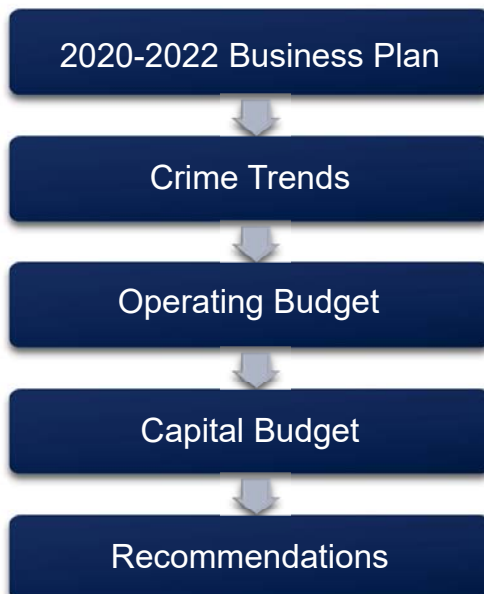 2020-2022 Business Plan
Crime Trends
Operating Budget
Capital Budget
Recommendations